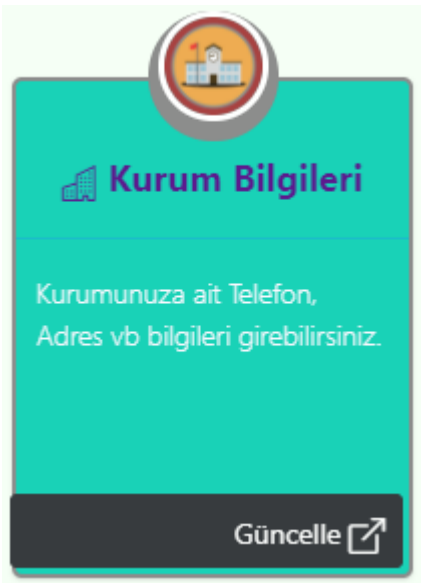 Kurum Bilgileri
Kurumunuza ait Telefon,
Adres vb bilgileri girebilirsiniz.
Güncelle